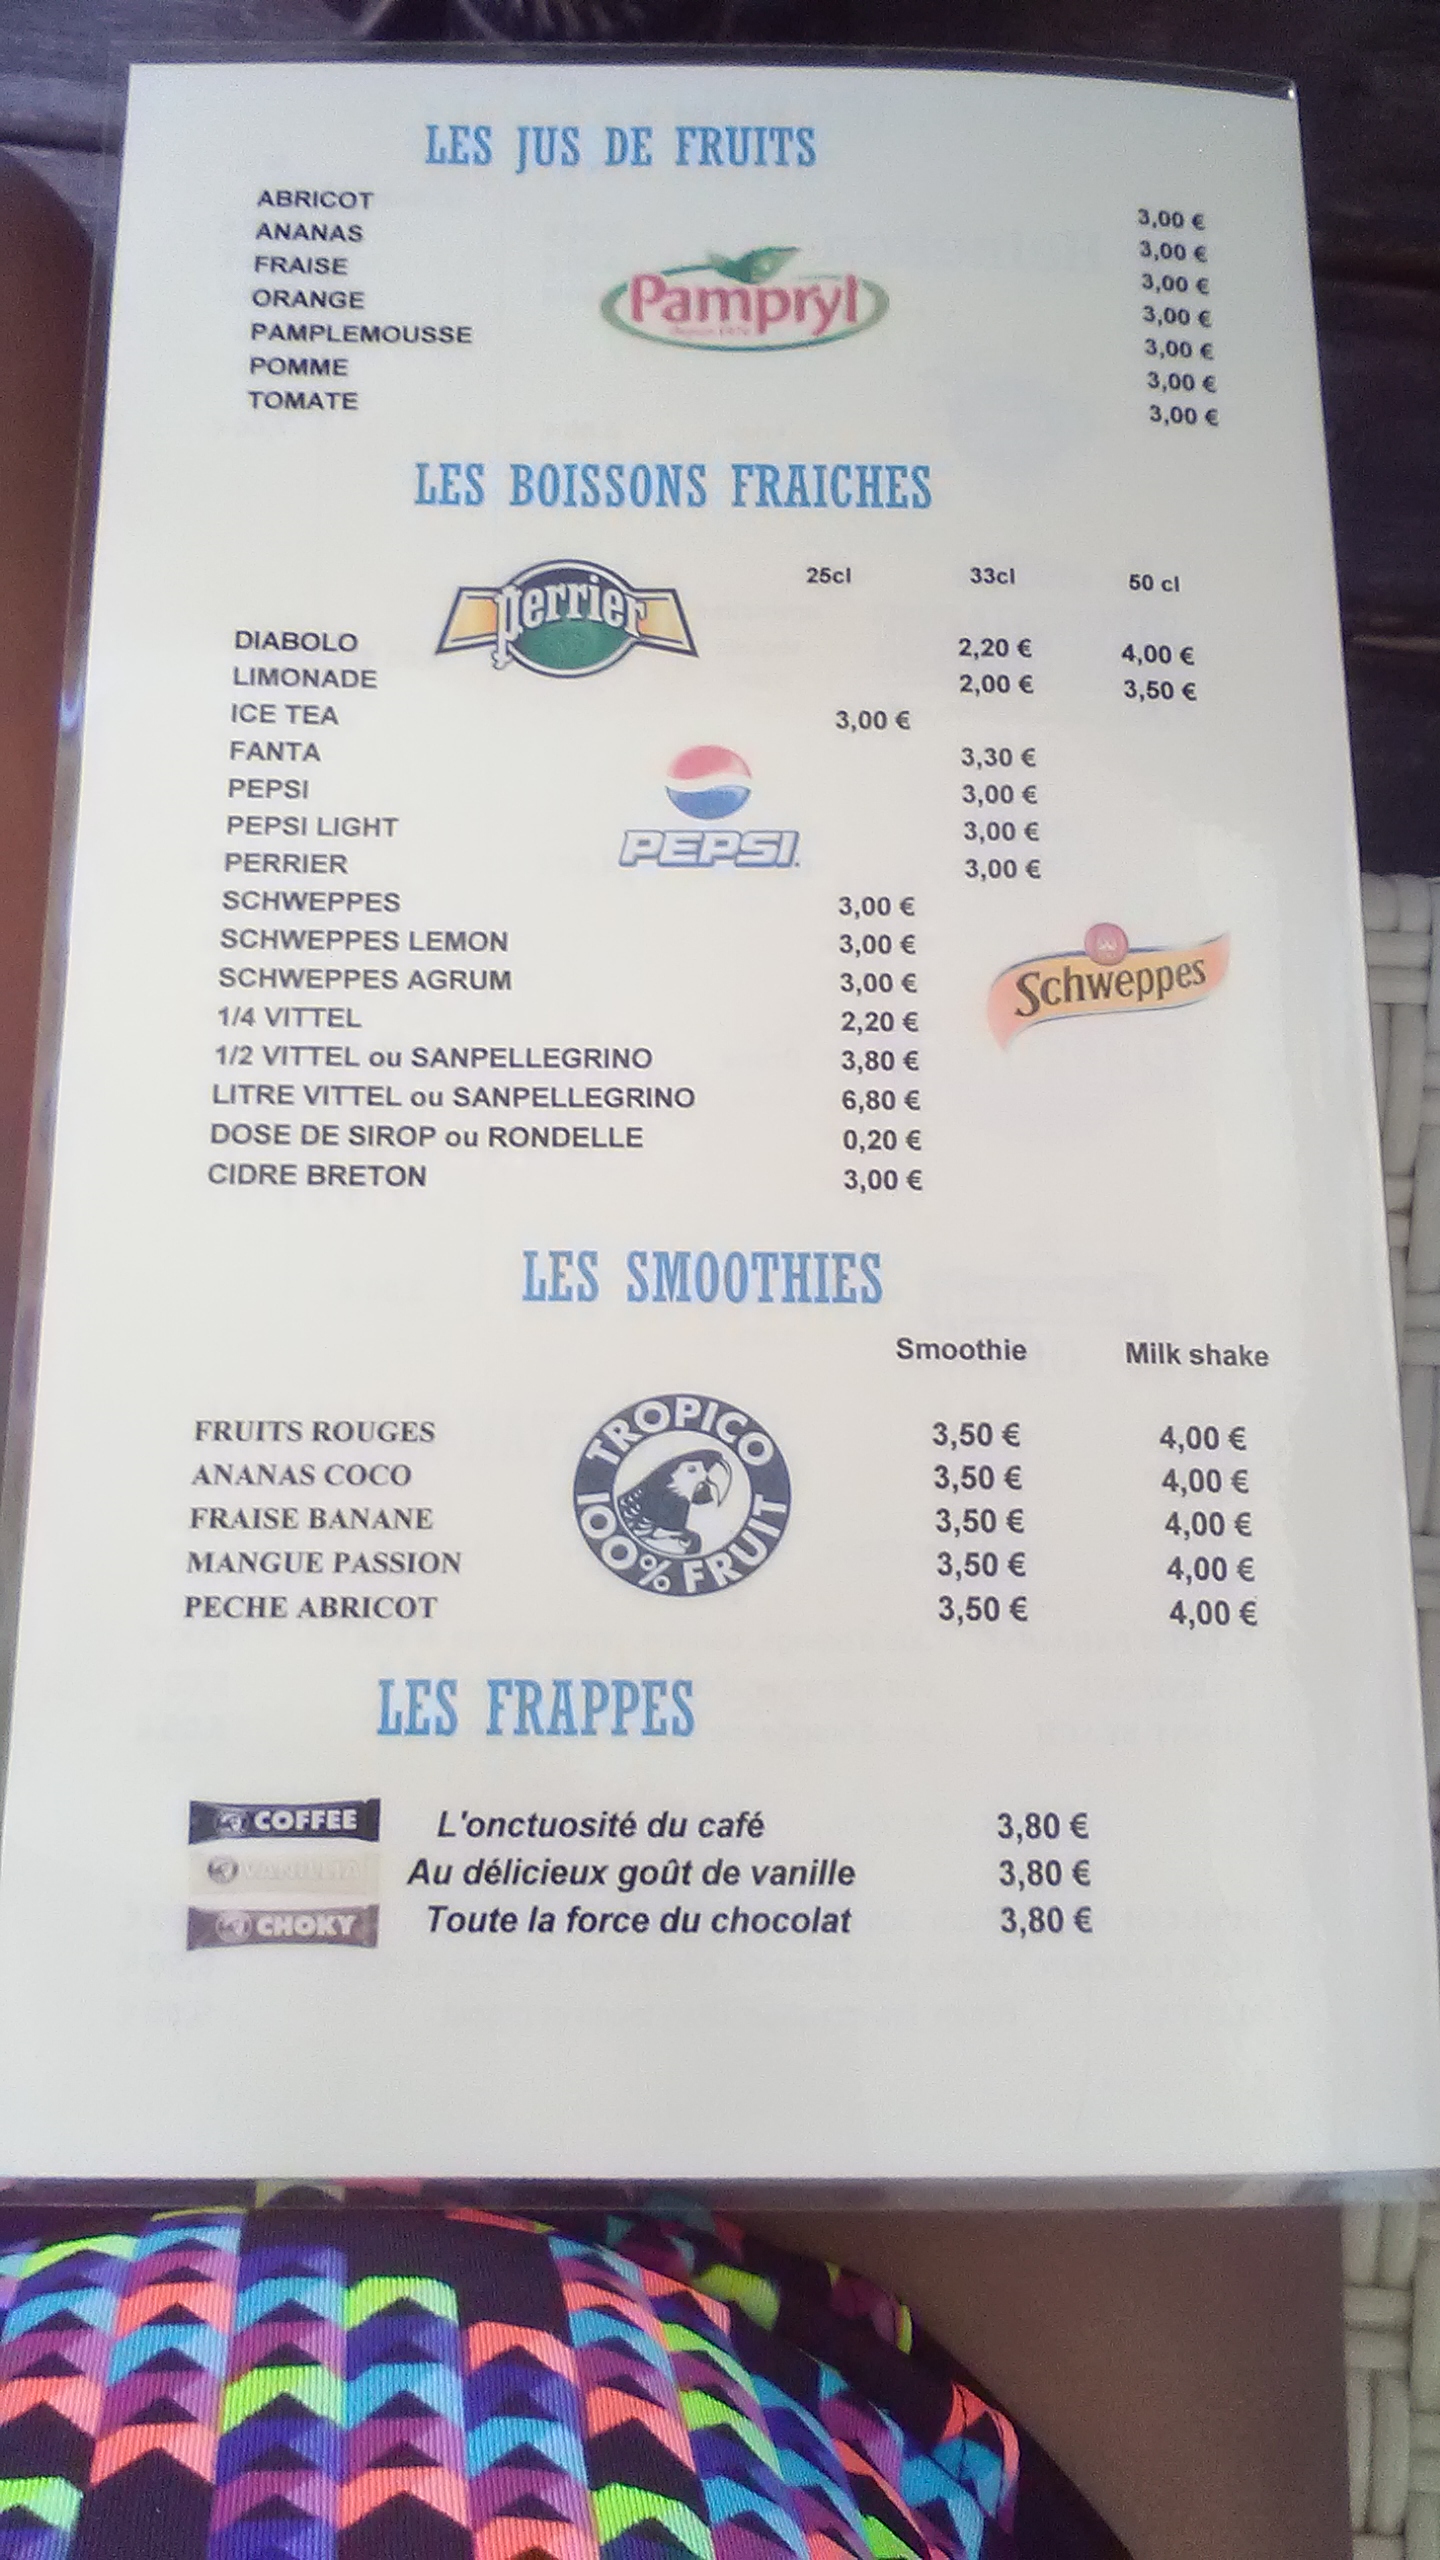 LES JUS DE FRUITS
ABRICOT 3,00 €
ANANAS 3,00 €
FRAISE 3,00 €
ORANGE 3,00 €
PAMPLEMOUSSE 3,00 €
POMME 3,00 €
TOMATE 3,00 €
Pampryl
LES BOISSONS FRAICHES
perrier
25cl 33cl 50 cl
DIABOLO 2,20 € 4,00 €
LIMONADE 2,00 € 3,50 €
ICE TEA 3,00 €
FANTA 3,30 €
PEPSI 3,00 €
PEPSI LIGHT 3,00 €
PERRIER 3,00 €
PEPSI
SCHWEPPES 3,00 €
SCHWEPPES LEMON 3,00 €
SCHWEPPES AGRUM 3,00 €
Schweppes
1/4 VITTEL 2,20 €
1/2 VITTEL ou SANPELLEGRINO 3,80 €
LITRE VITTEL ou SANPELLEGRINO 6,80 €
DOSE DE SIROP ou RONDELLE 0,20 €
CIDRE BRETON 3,00 €
LES SMOOTHIES
Smoothie Milk shake
FRUITS ROUGES 3,50 € 4,00 €
ANANAS COCO 3,50 € 4,00 €
FRAISE BANANE 3,50 € 4,00 €
MANGUE PASSION 3,50 € 4,00 €
PECHE ABRICOT 3,50 € 4,00 €
TROPICO 100% FRUIT
LES FRAPPES
COFFEE L'onctuosité du café 3,80 €
Au délicieux goût de vanille 3,80 €
CHOKY Toute la force du chocolat 3,80 €